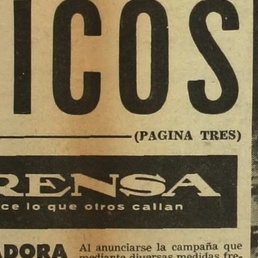 ICOS
(PAGINA TRES)
RENSA
ce lo que otros callan
ADORA
Al anunciarse la campaña que
mediante diversas medidas fre-